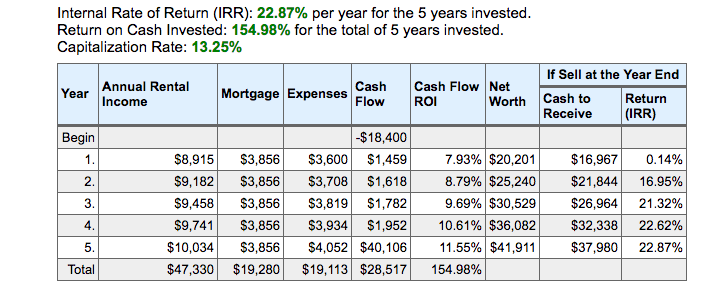 Internal Rate of Return (IRR): 22.87% per year for the 5 years invested.
Return on Cash Invested: 154.98% for the total of 5 years invested.
Capitalization Rate: 13.25%
Year Annual Rental Income Mortgage Expenses Cash Flow Cash Flow ROI Net Worth If Sell at the Year End
Cash to Receive Return (IRR)
Begin -$18,400
1. $8,915 $3,856 $3,600 $1,459 7.93% $20,201 $16,967 0.14%
2. $9,182 $3,856 $3,708 $1,618 8.79% $25,240 $21,844 16.95%
3. $9,458 $3,856 $3,819 $1,782 9.69% $30,529 $26,964 21.32%
4. $9,741 $3,856 $3,934 $1,952 10.61% $36,082 $32,338 22.62%
5. $10,034 $3,856 $4,052 $40,106 11.55% $41,911 $37,980 22.87%
Total $47,330 $19,280 $19,113 $28,517 154.98%